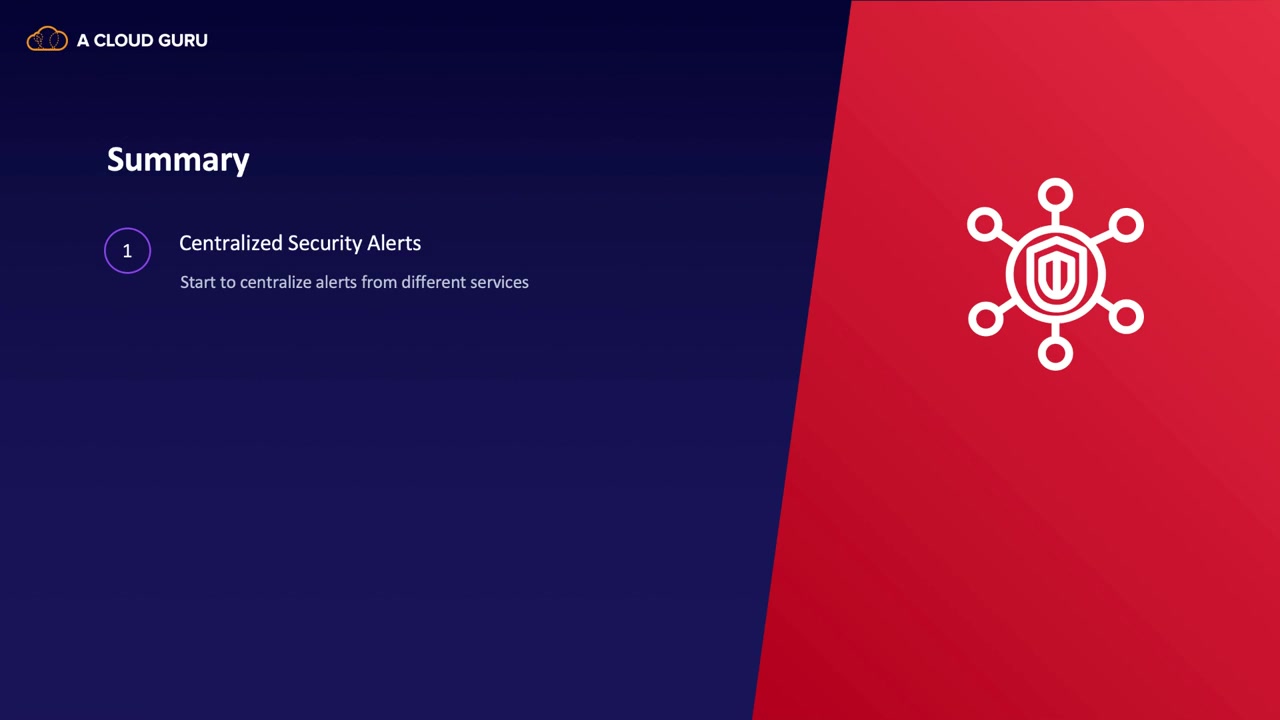 A CLOUD GURU
Summary
1
Centralized Security Alerts
Start to centralize alerts from different services